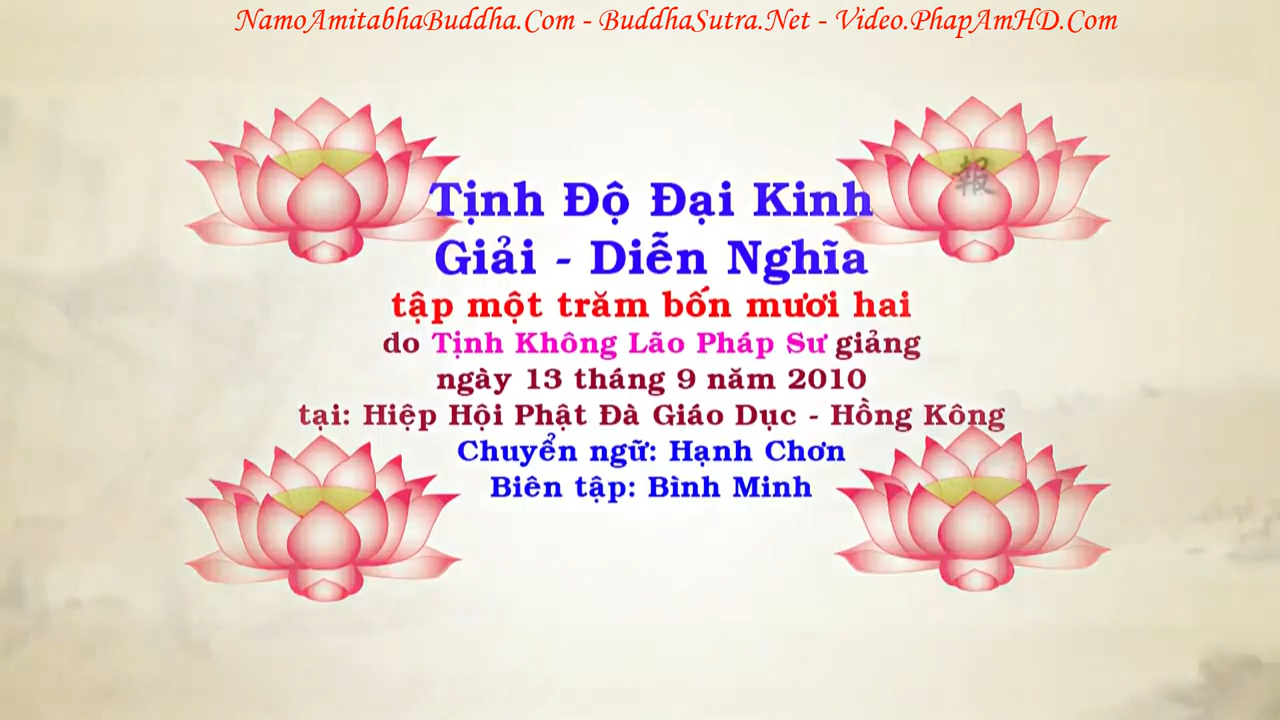 NamoAmitabhaBuddha.Com - BuddhaSutra.Net - Video.PhapAmHD.Com
報
Tịnh Độ Đại Kinh
Giải - Diễn Nghĩa
tập một trăm bốn mươi hai
do Tịnh Không Lão Pháp Sư giảng
ngày 13 tháng 9 năm 2010
tại: Hiệp Hội Phật Đà Giáo Dục - Hồng Kông
Chuyển ngữ: Hạnh Chơn
Biên tập: Bình Minh